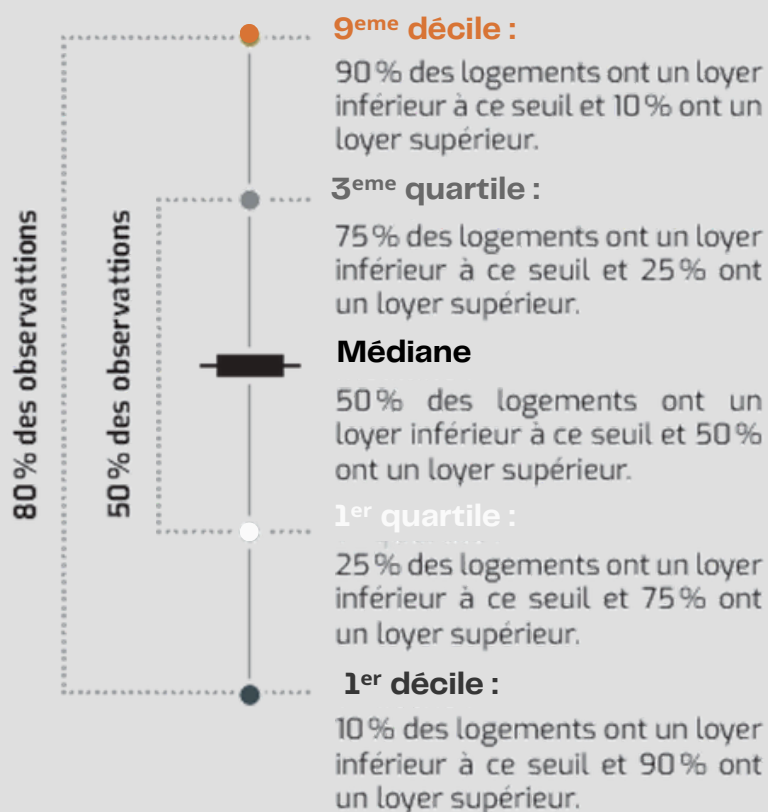 9eme décile :
90 % des logements ont un loyer
inférieur à ce seuil et 10 % ont un
loyer supérieur.
3eme quartile :
75 % des logements ont un loyer
inférieur à ce seuil et 25 % ont
un loyer supérieur.
Médiane
50 % des logements ont un
loyer inférieur à ce seuil et 50 %
ont un loyer supérieur.
1er quartile :
25 % des logements ont un loyer
inférieur à ce seuil et 75 % ont
un loyer supérieur.
1er décile :
10 % des logements ont un loyer
inférieur à ce seuil et 90 % ont
un loyer supérieur.
80 % des observattions
50 % des observattions